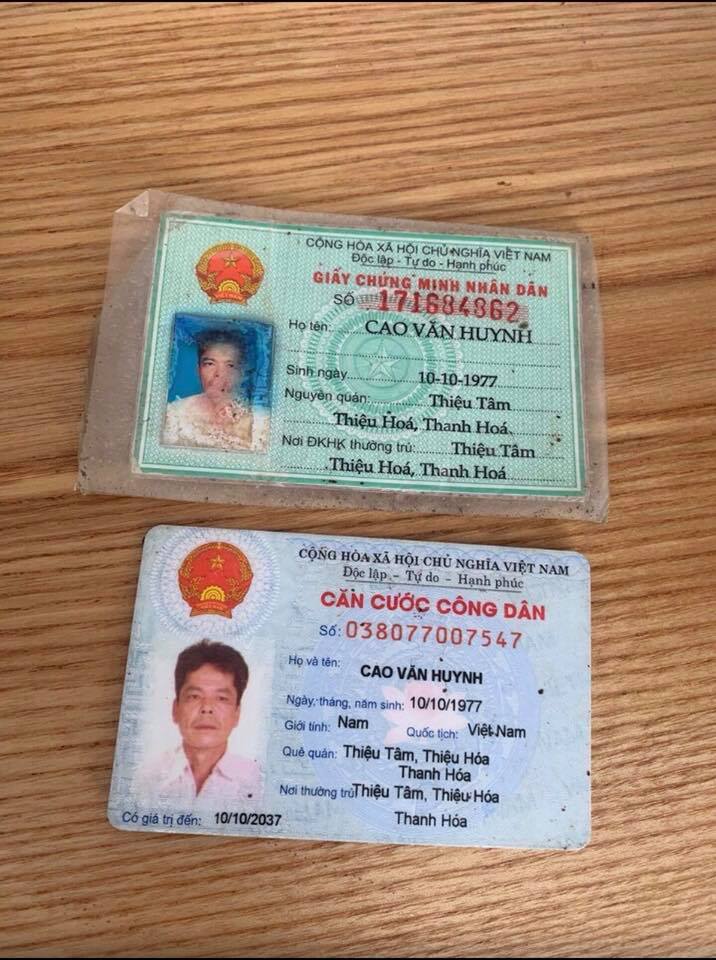 CỘNG HÒA XÃ HỘI CHỦ NGHĨA VIỆT NAM
Độc lập - Tự do - Hạnh phúc
GIẤY CHỨNG MINH NHÂN DÂN
SỐ 171684862
Họ tên: CAO VĂN HUYNH
Sinh ngày 10-10-1977
Nguyên quán: Thiệu Tâm
Thiệu Hoá, Thanh Hoá.
Nơi ĐKHK thường trú: Thiệu Tâm
Thiệu Hoá, Thanh Hoá
CỘNG HÒA XÃ HỘI CHỦ NGHĨA VIỆT NAM
Độc lập - Tự do - Hạnh phúc
CĂN CƯỚC CÔNG DÂN
Số: 038077007547
Họ và tên:
CAO VĂN HUYNH
Ngày, tháng, năm sinh: 10/10/1977
Giới tính: Nam Quốc tịch: Việt Nam
Quê quán: Thiệu Tâm, Thiệu Hóa
Thanh Hóa
Nơi thường trú Thiệu Tâm, Thiệu Hóa
Thanh Hóa
Có giá trị đến: 10/10/2037